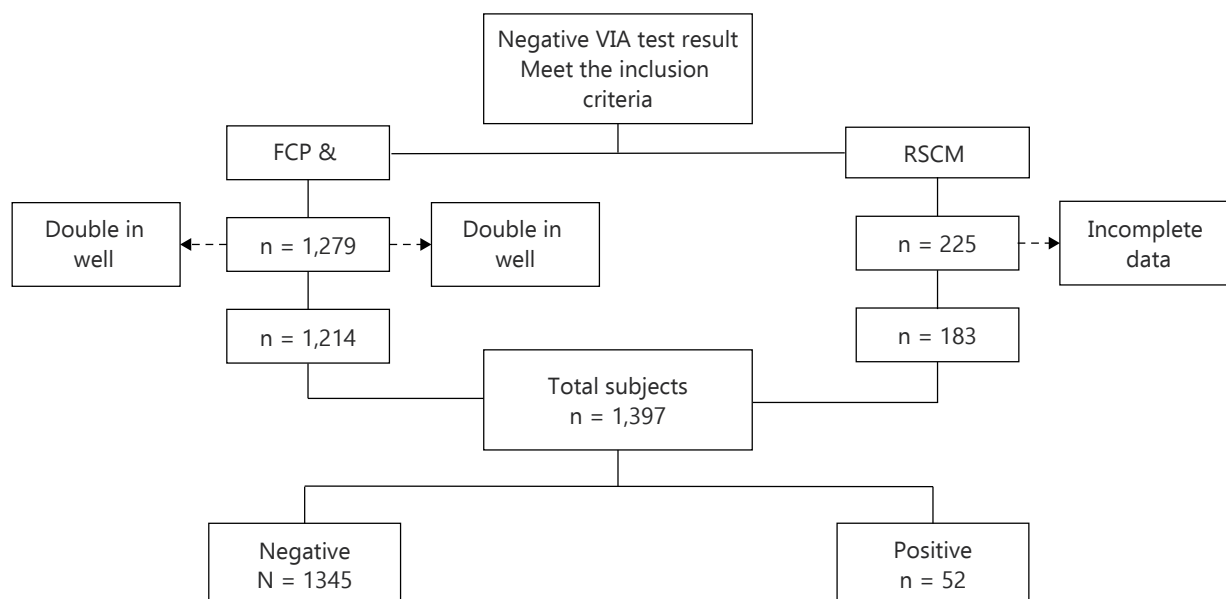 Negative VIA test result
Meet the inclusion
criteria
FCP &
RSCM
Double in
well
n = 1,279
Double in
well
n = 225
Incomplete
data
n = 1,214
n = 183
Total subjects
n = 1,397
Negative
N = 1345
Positive
n = 52